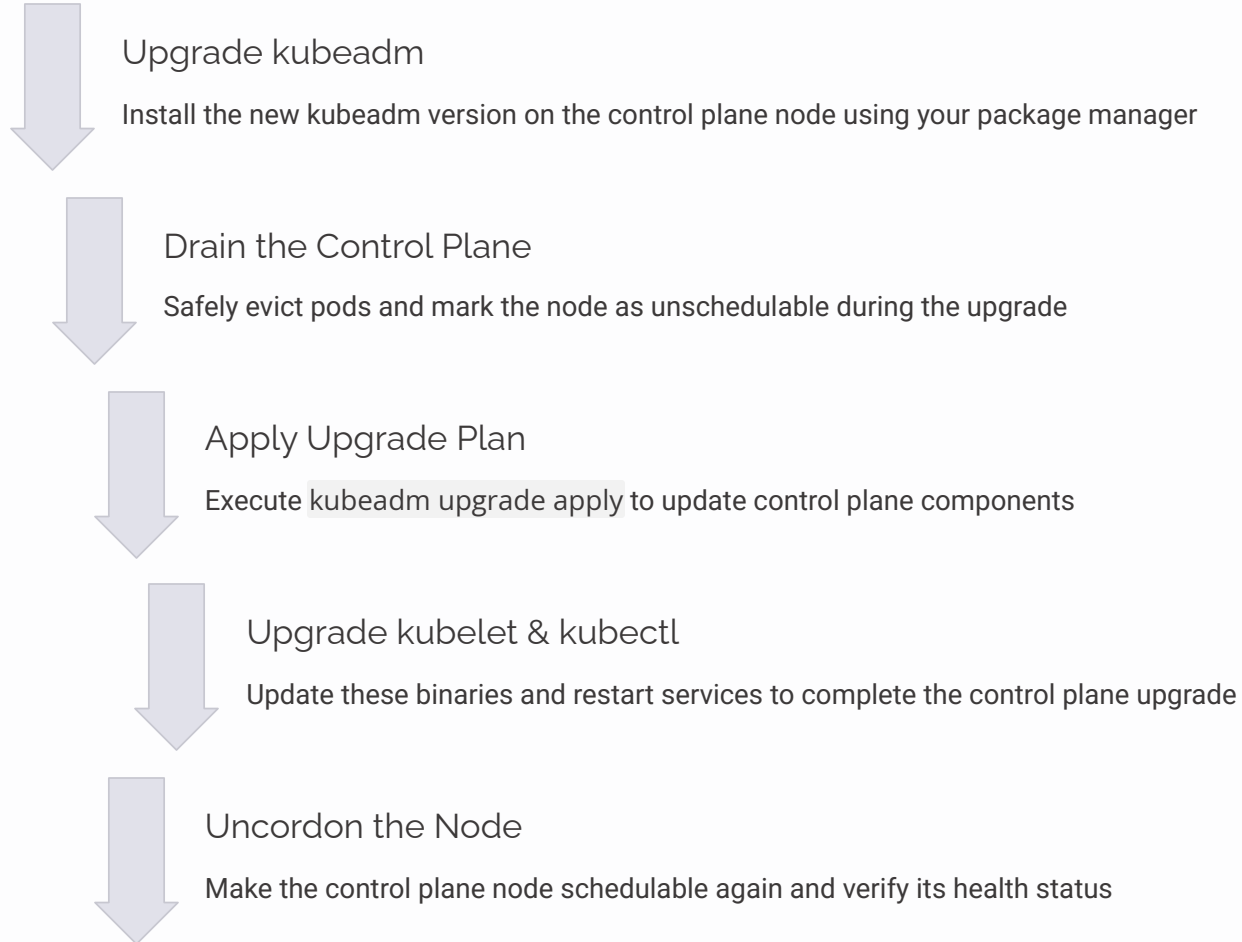 Upgrade kubeadm
Install the new kubeadm version on the control plane node using your package manager
Drain the Control Plane
Safely evict pods and mark the node as unschedulable during the upgrade
Apply Upgrade Plan
Execute kubeadm upgrade apply to update control plane components
Upgrade kubelet & kubectl
Update these binaries and restart services to complete the control plane upgrade
Uncordon the Node
Make the control plane node schedulable again and verify its health status